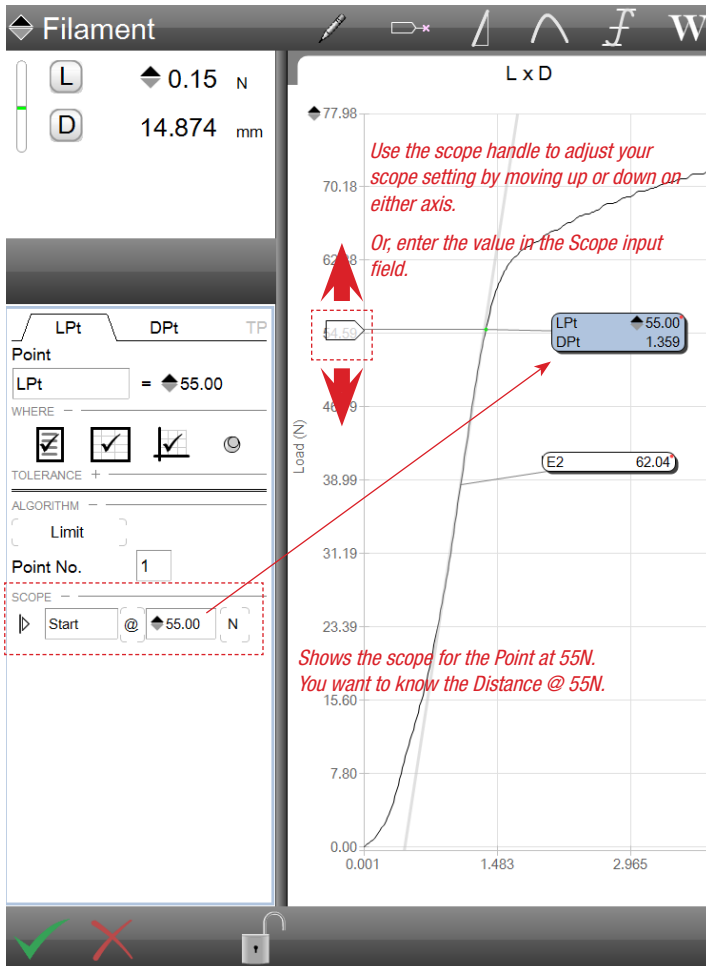 Filament
W
L 0.15 N
D 14.874 mm
LPt DPt TP
Point
LPt = 55.00
WHERE
TOLERANCE +
ALGORITHM
Limit
Point No. 1
SCOPE
Start @ 55.00 N
L x D
77.98
70.18
54.59
38.99
31.19
23.39
15.60
7.80
0.00
Load (N)
0.001 1.483 2.965
Use the scope handle to adjust your
scope setting by moving up or down on
either axis.
Or, enter the value in the Scope input
field.
LPt 55.00*
DPt 1.359
E2 62.04*
Shows the scope for the Point at 55N.
You want to know the Distance @ 55N.